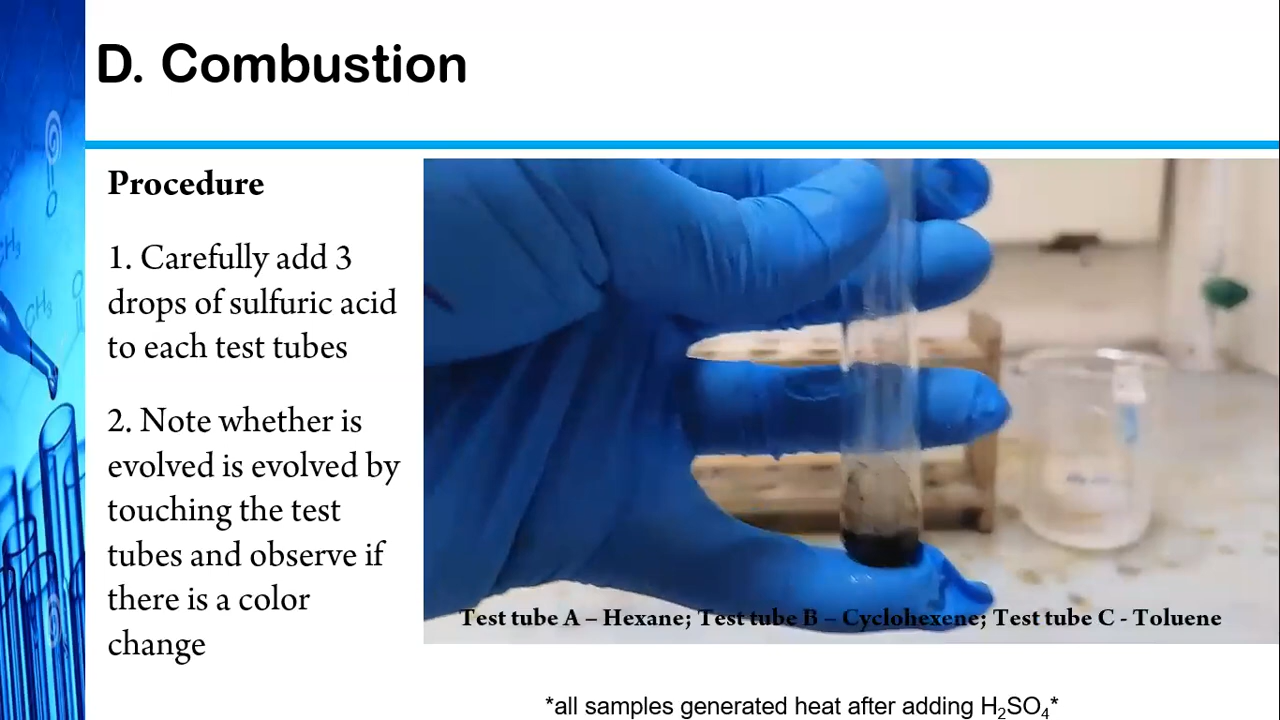 D. Combustion
Procedure
1. Carefully add 3
drops of sulfuric acid
to each test tubes
2. Note whether is
evolved is evolved by
touching the test
tubes and observe if
there is a color
change
Test tube A – Hexane; Test tube B – Cyclohexene; Test tube C - Toluene
*all samples generated heat after adding H₂SO₄*